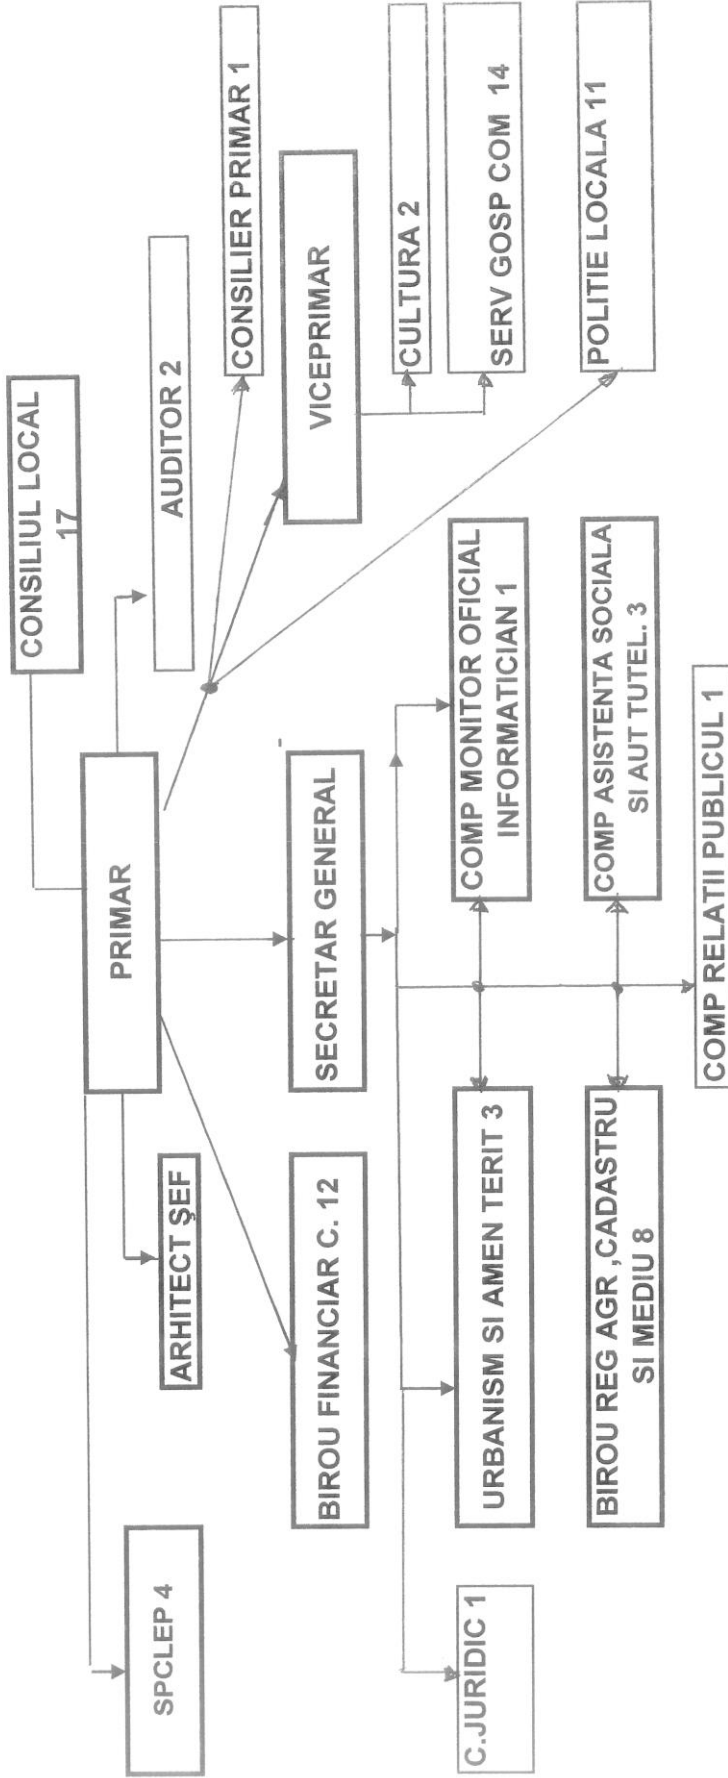 CONSILIUL LOCAL
17
PRIMAR
AUDITOR 2
ARHITECT ŞEF
SPCLEP 4
CONSILIER PRIMAR 1
VICEPRIMAR
SECRETAR GENERAL
BIROU FINANCIAR C. 12
CULTURA 2
SERV GOSP COM 14
COMP MONITOR OFICIAL
INFORMATICIAN 1
URBANISM SI AMEN TERIT 3
C.JURIDIC 1
POLITIE LOCALA 11
COMP ASISTENTA SOCIALA
SI AUT TUTEL. 3
BIROU REG AGR ,CADASTRU
SI MEDIU 8
COMP RELATII PUBLICUL 1